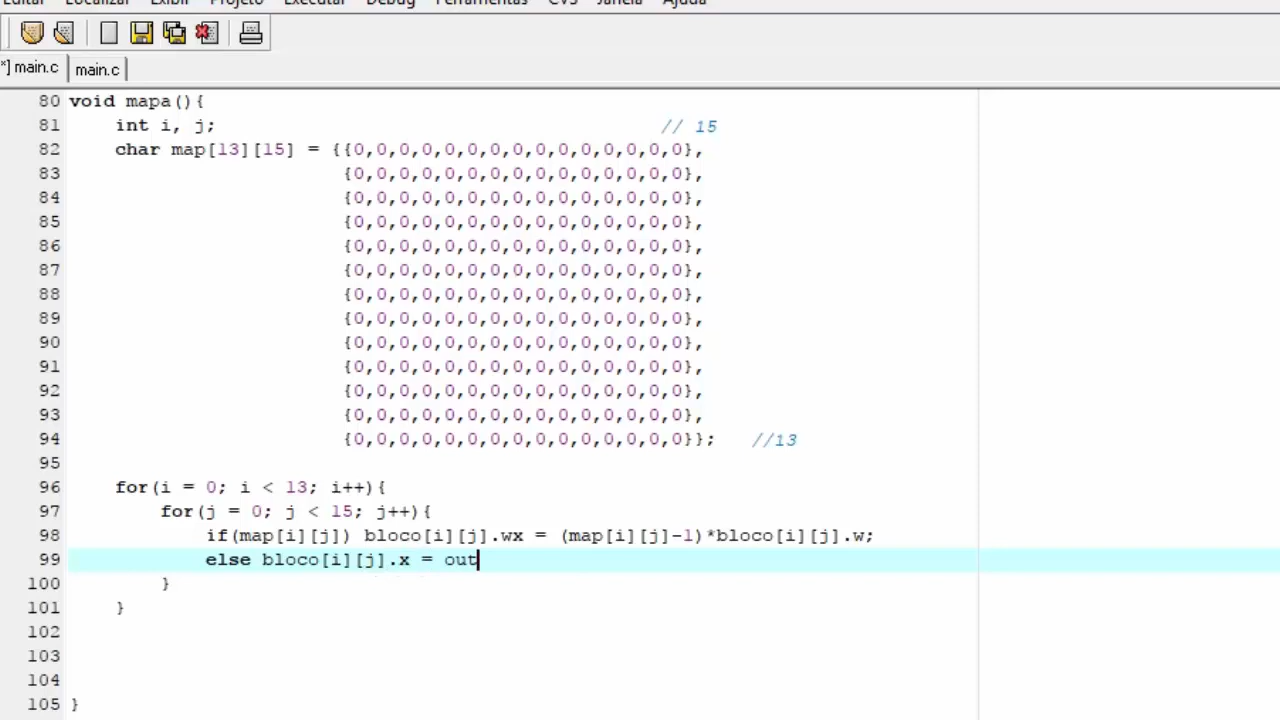 Editar Localizar Exibir Projeto Executar Debug Ferramentas CVS Janela Ajuda
*] main.c main.c
80 void mapa(){
81 int i, j; // 15
82 char map[13][15] = {{0,0,0,0,0,0,0,0,0,0,0,0,0,0,0},
83 {0,0,0,0,0,0,0,0,0,0,0,0,0,0,0},
84 {0,0,0,0,0,0,0,0,0,0,0,0,0,0,0},
85 {0,0,0,0,0,0,0,0,0,0,0,0,0,0,0},
86 {0,0,0,0,0,0,0,0,0,0,0,0,0,0,0},
87 {0,0,0,0,0,0,0,0,0,0,0,0,0,0,0},
88 {0,0,0,0,0,0,0,0,0,0,0,0,0,0,0},
89 {0,0,0,0,0,0,0,0,0,0,0,0,0,0,0},
90 {0,0,0,0,0,0,0,0,0,0,0,0,0,0,0},
91 {0,0,0,0,0,0,0,0,0,0,0,0,0,0,0},
92 {0,0,0,0,0,0,0,0,0,0,0,0,0,0,0},
93 {0,0,0,0,0,0,0,0,0,0,0,0,0,0,0},
94 {0,0,0,0,0,0,0,0,0,0,0,0,0,0,0}}; //13
95
96 for(i = 0; i < 13; i++){
97 for(j = 0; j < 15; j++){
98 if(map[i][j]) bloco[i][j].wx = (map[i][j]-1)*bloco[i][j].w;
99 else bloco[i][j].x = out
100 }
101 }
102
103
104
105 }